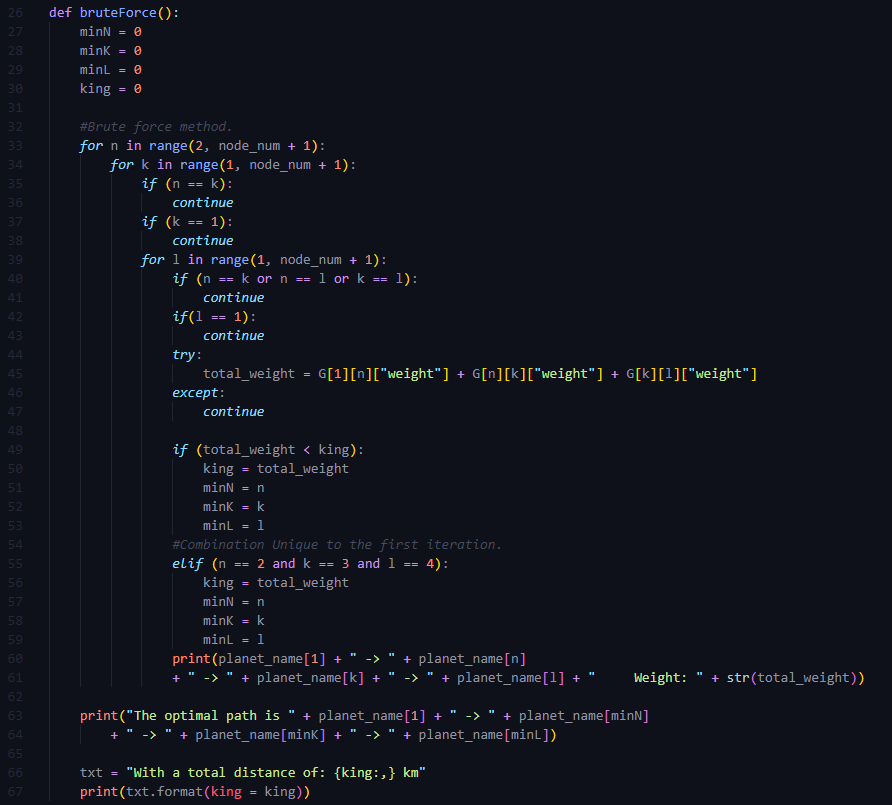 26 def bruteForce():
27     minN = 0
28     minK = 0
29     minL = 0
30     king = 0
31
32     #Brute force method.
33     for n in range(2, node_num + 1):
34         for k in range(1, node_num + 1):
35             if (n == k):
36                 continue
37             if (k == 1):
38                 continue
39             for l in range(1, node_num + 1):
40                 if (n == k or n == l or k == l):
41                     continue
42                 if(l == 1):
43                     continue
44                 try:
45                     total_weight = G[1][n]["weight"] + G[n][k]["weight"] + G[k][l]["weight"]
46                 except:
47                     continue
48
49                 if (total_weight < king):
50                     king = total_weight
51                     minN = n
52                     minK = k
53                     minL = l
54                 #Combination Unique to the first iteration.
55                 elif (n == 2 and k == 3 and l == 4):
56                     king = total_weight
57                     minN = n
58                     minK = k
59                     minL = l
60                 print(planet_name[1] + " -> " + planet_name[n]
61                 + " -> " + planet_name[k] + " -> " + planet_name[l] + "     Weight: " + str(total_weight))
62
63     print("The optimal path is " + planet_name[1] + " -> " + planet_name[minN]
64         + " -> " + planet_name[minK] + " -> " + planet_name[minL])
65
66     txt = "With a total distance of: {king:,} km"
67     print(txt.format(king = king))